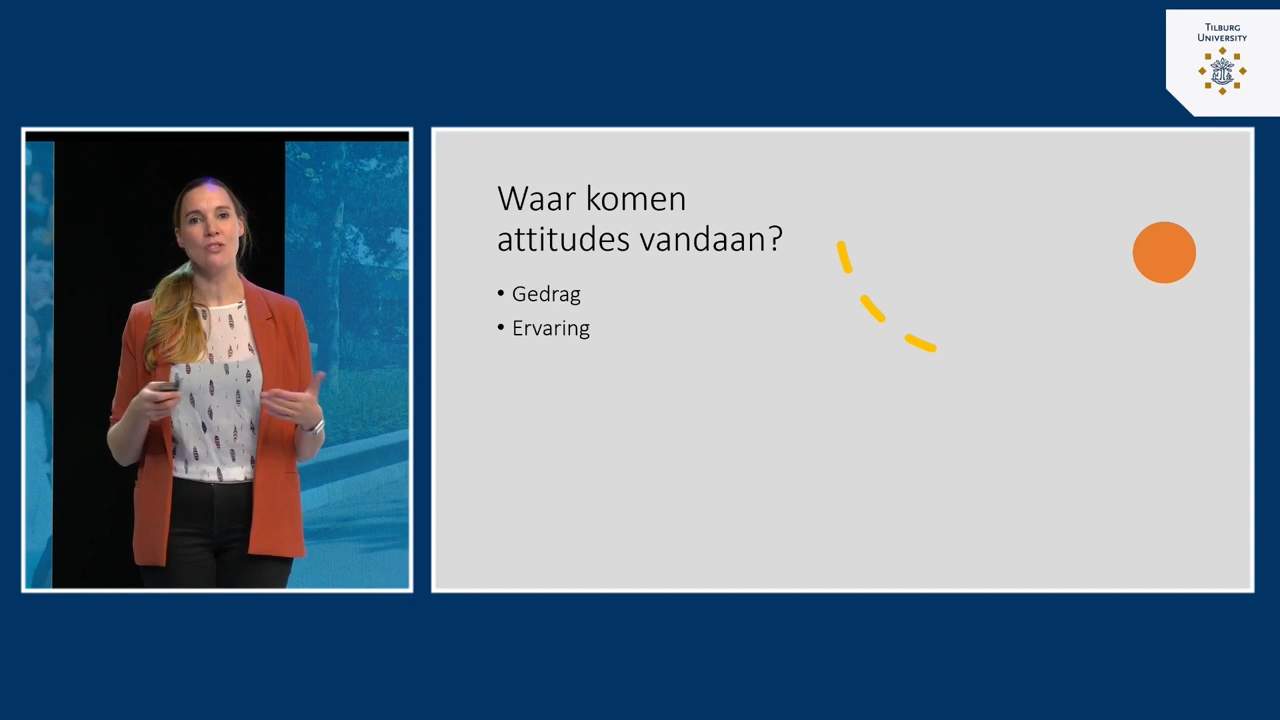 TILBURG
UNIVERSITY
Waar komen
attitudes vandaan?
• Gedrag
• Ervaring